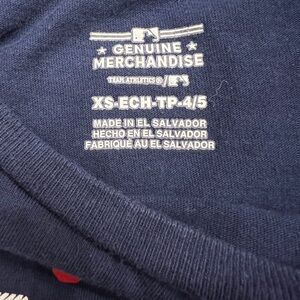 GENUINE
MERCHANDISE
TEAM ATHLETICS®/
XS-ECH-TP-4/5
MADE IN EL SALVADOR
HECHO EN EL SALVADOR
FABRIQUÉ AU EL SALVADOR